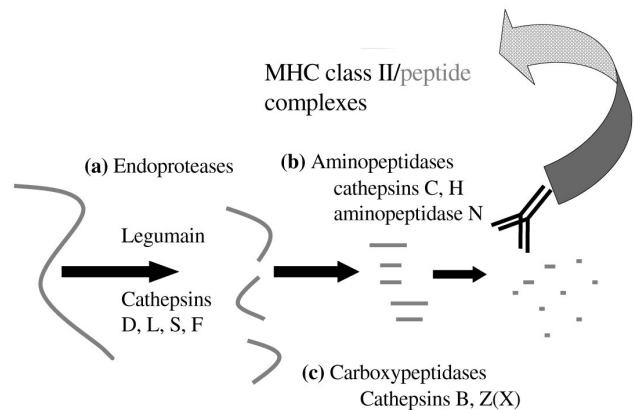 MHC class II/peptide
complexes
(a) Endoproteases
(b) Aminopeptidases
cathepsins C, H
aminopeptidase N
Legumain
Cathepsins
D, L, S, F
(c) Carboxypeptidases
Cathepsins B, Z(X)